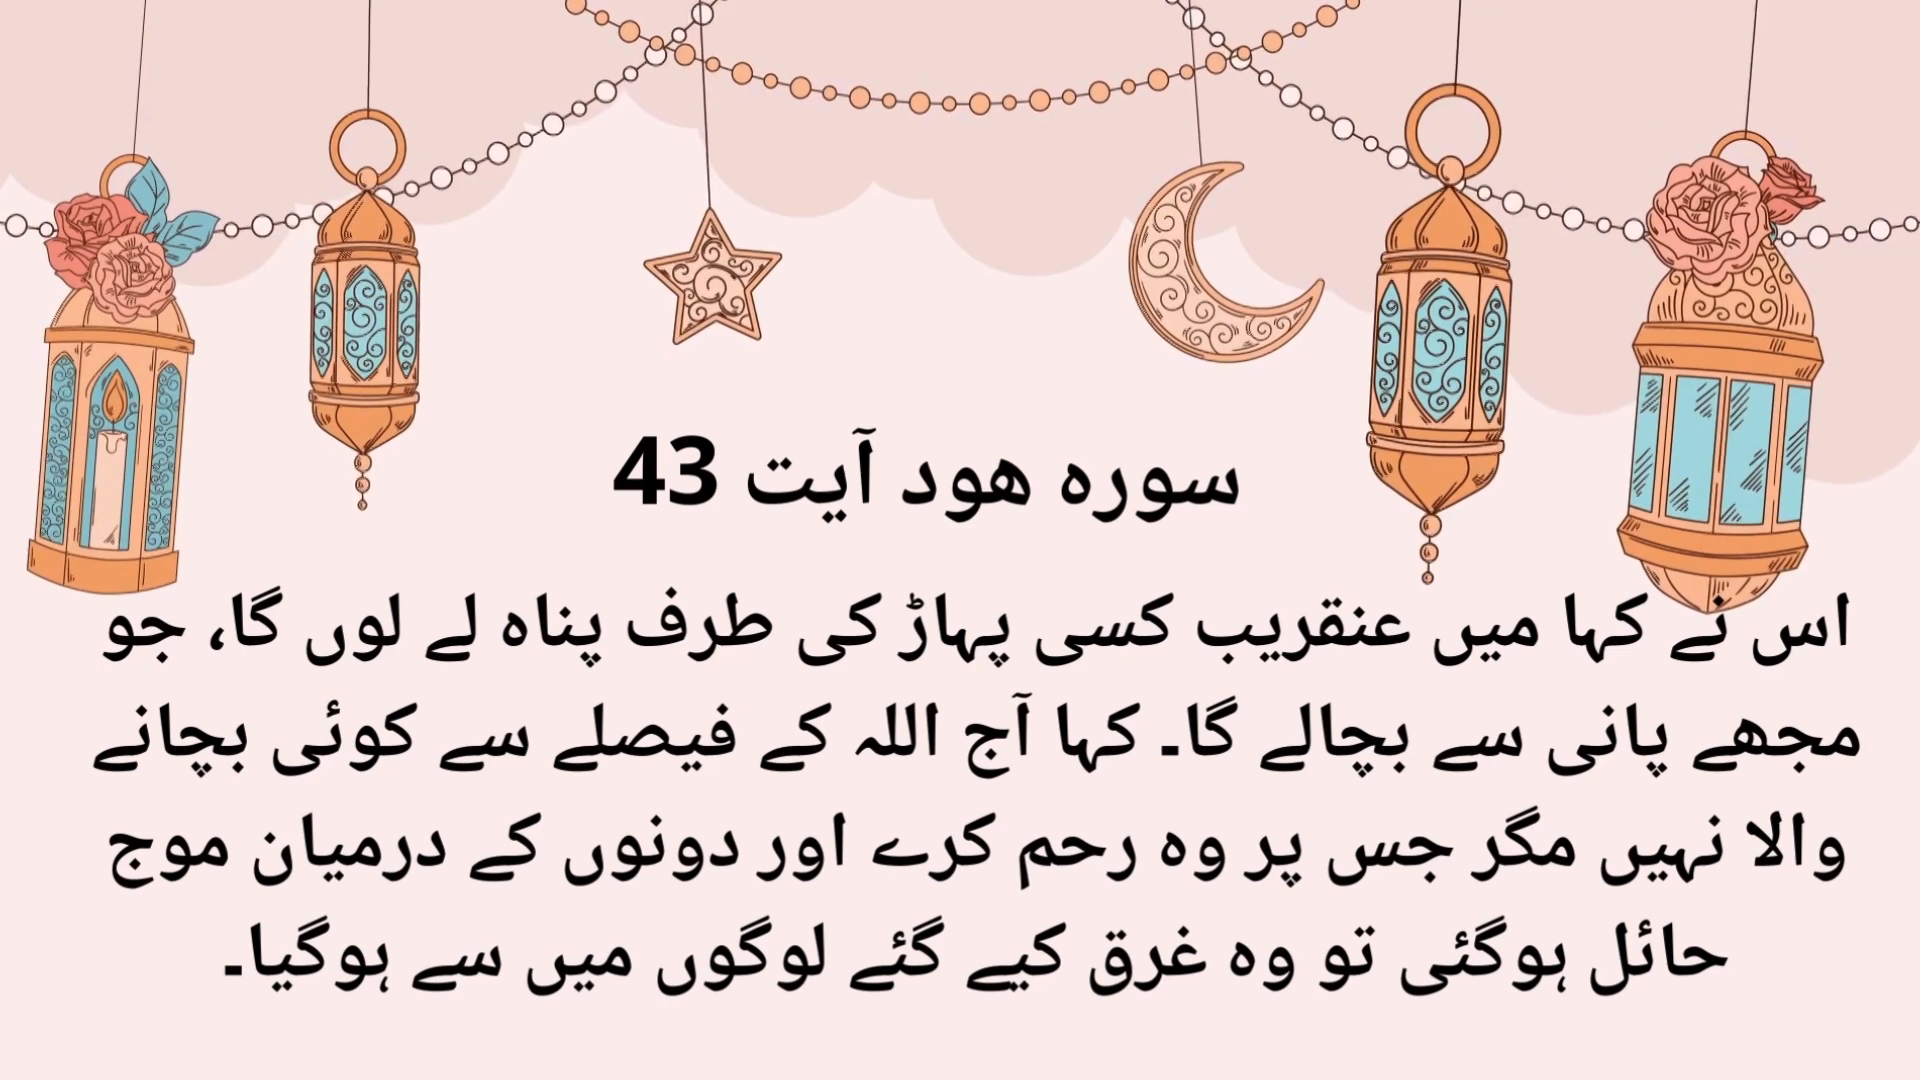 سورہ ھود آیت 43
اس نے کہا میں عنقریب کسی پہاڑ کی طرف پناہ لے لوں گا، جو
مجھے پانی سے بچالے گا۔ کہا آج اللہ کے فیصلے سے کوئی بچانے
والا نہیں مگر جس پر وہ رحم کرے اور دونوں کے درمیان موج
حائل ہوگئی تو وہ غرق کیے گئے لوگوں میں سے ہوگیا۔